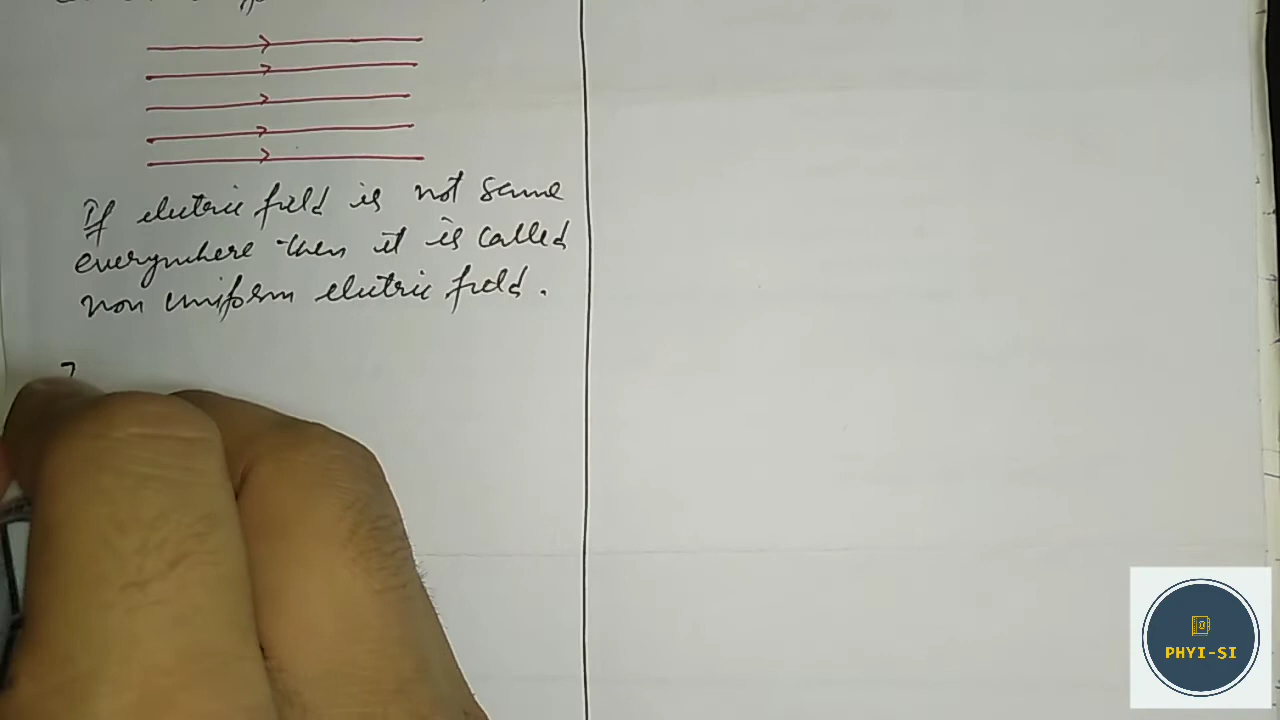 If electric field is not same
everywhere then it is called
non uniform electric field.
PHYI-SI